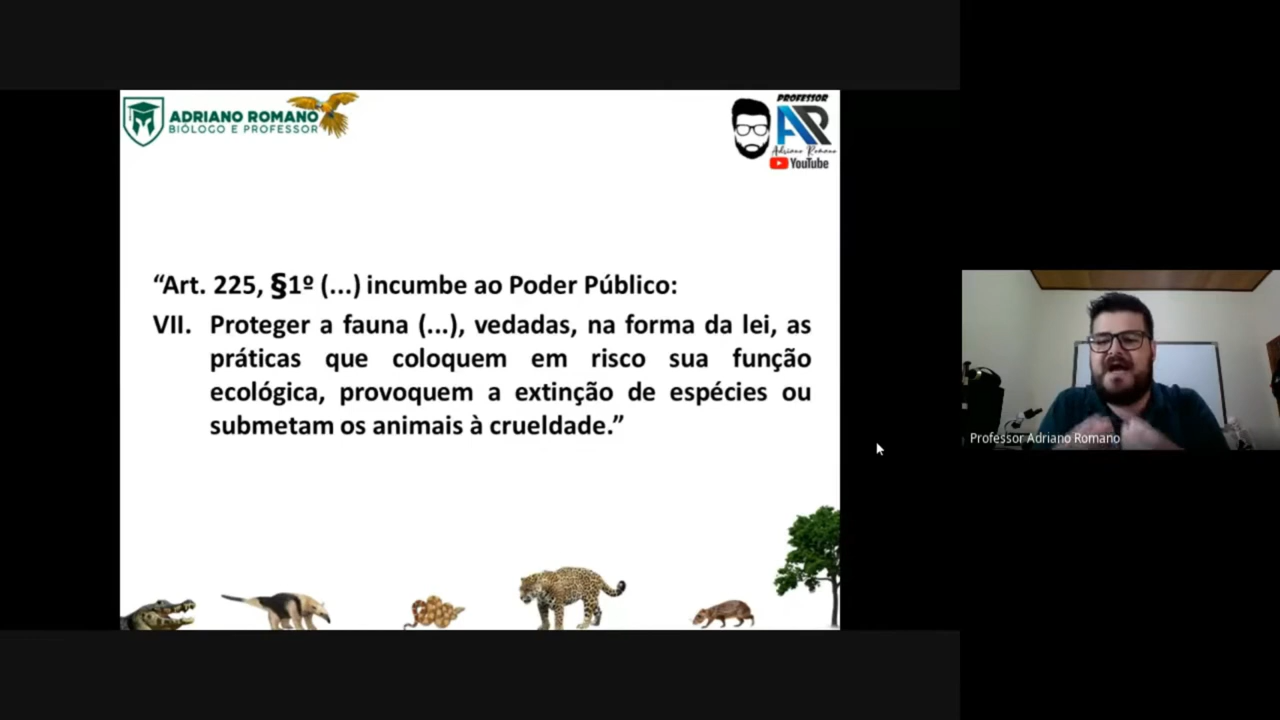 ADRIANO ROMANO
BIÓLOGO E PROFESSOR
PROFESSOR
AR
Adriano Romano
YouTube
“Art. 225, §1º (...) incumbe ao Poder Público:
VII. Proteger a fauna (...), vedadas, na forma da lei, as
práticas que coloquem em risco sua função
ecológica, provoquem a extinção de espécies ou
submetam os animais à crueldade.”
Professor Adriano Romano